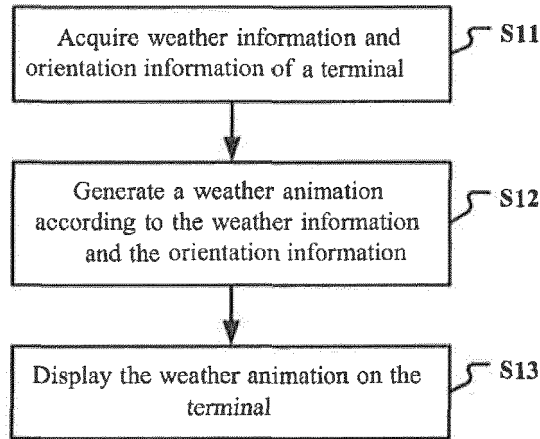 Acquire weather information and
orientation information of a terminal
S11
Generate a weather animation
according to the weather information
and the orientation information
S12
Display the weather animation on the
terminal
S13